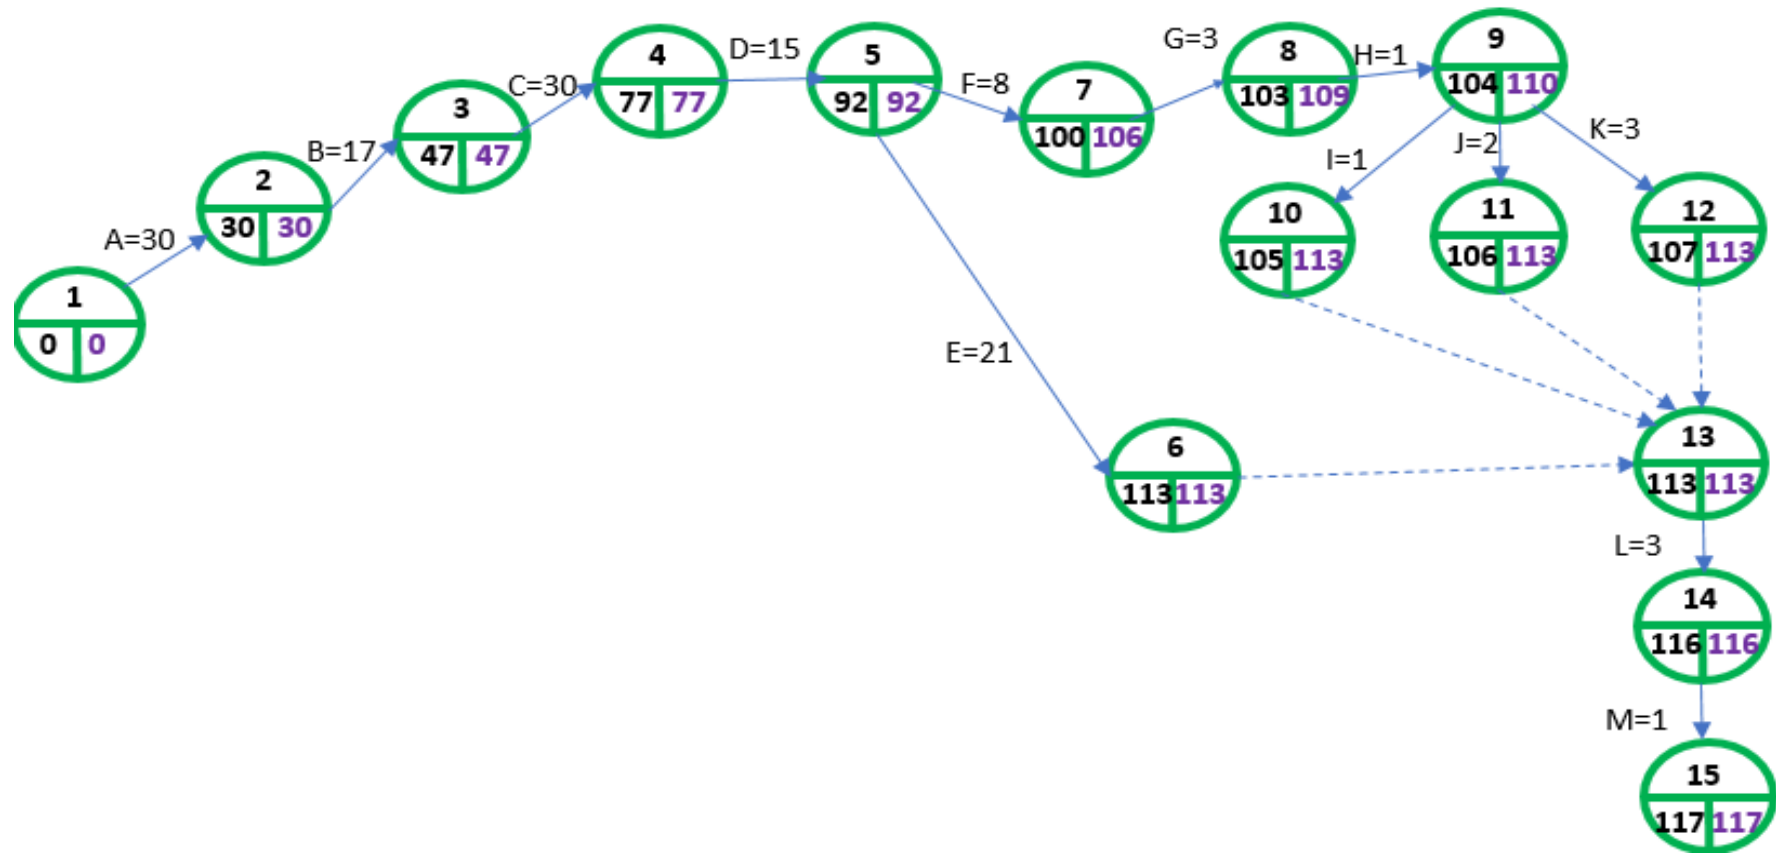 1
0 0
A=30
2
30 30
B=17
3
47 47
C=30
4
77 77
D=15
5
92 92
F=8
7
100 106
G=3
8
103 109
H=1
9
104 110
I=1
J=2
K=3
10
105 113
11
106 113
12
107 113
E=21
6
113 113
13
113 113
L=3
14
116 116
M=1
15
117 117